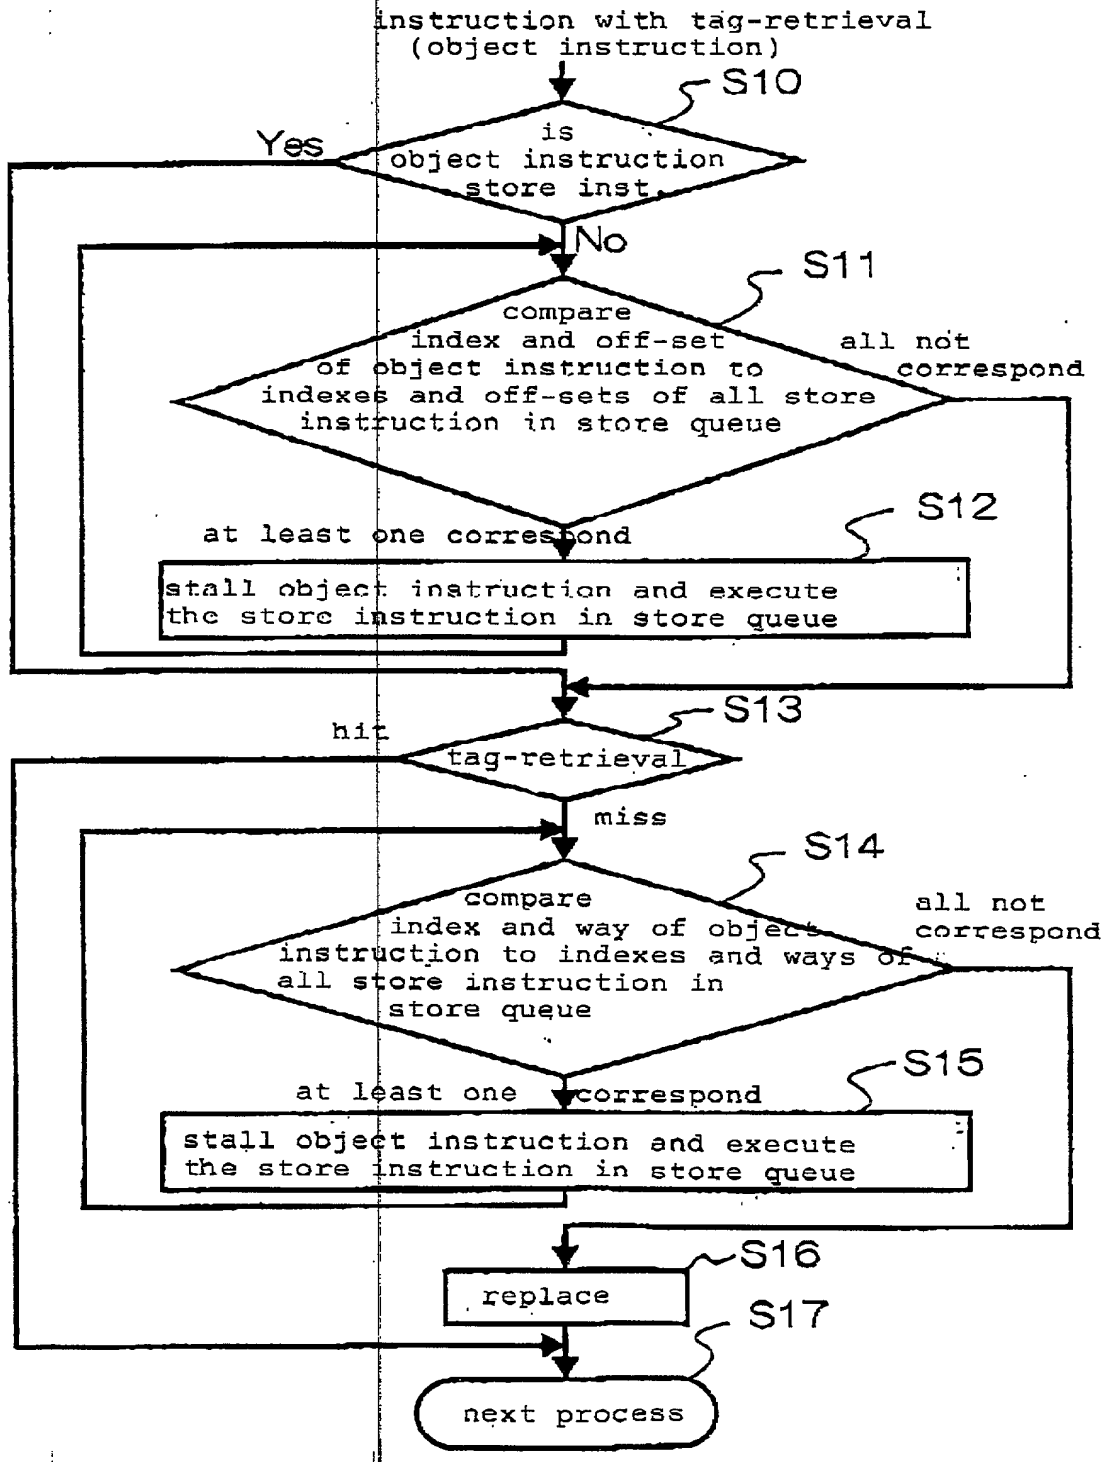 instruction with tag-retrieval
(object instruction)
S10
Yes
is
object instruction
store inst.
No
S11
compare
index and off-set
of object instruction to
indexes and off-sets of all store
instruction in store queue
all not
correspond
S12
at least one correspond
stall object instruction and execute
the store instruction in store queue
S13
hit
tag-retrieval
miss
S14
compare
index and way of object
instruction to indexes and ways of
all store instruction in
store queue
all not
correspond
S15
at least one correspond
stall object instruction and execute
the store instruction in store queue
S16
replace
S17
next process